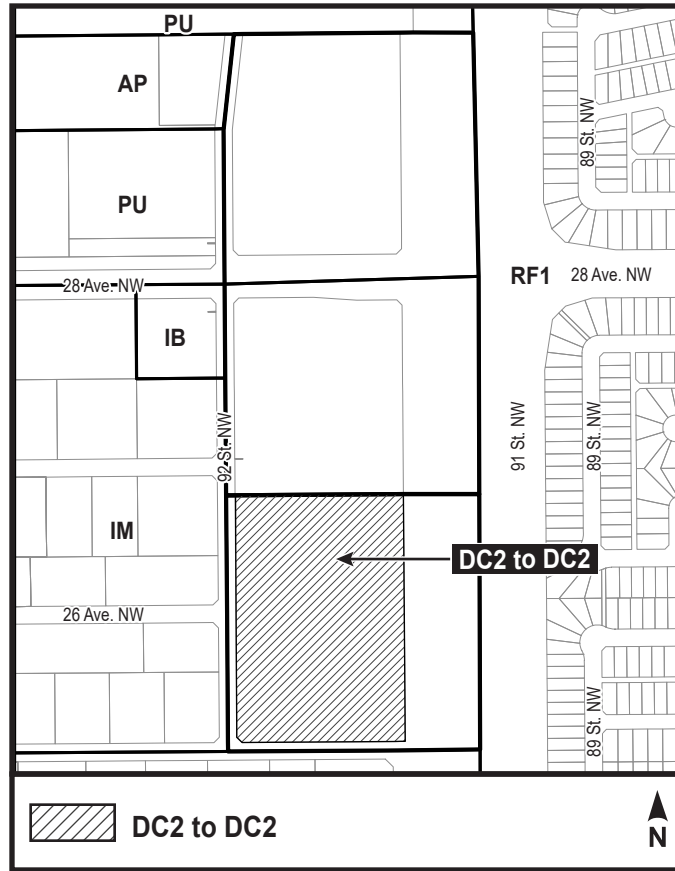 PU
AP
89 St. NW
PU
RF1
28 Ave. NW
28 Ave. NW
IB
92 St. NW
91 St. NW
89 St. NW
IM
DC2 to DC2
26 Ave. NW
89 St. NW
DC2 to DC2
N